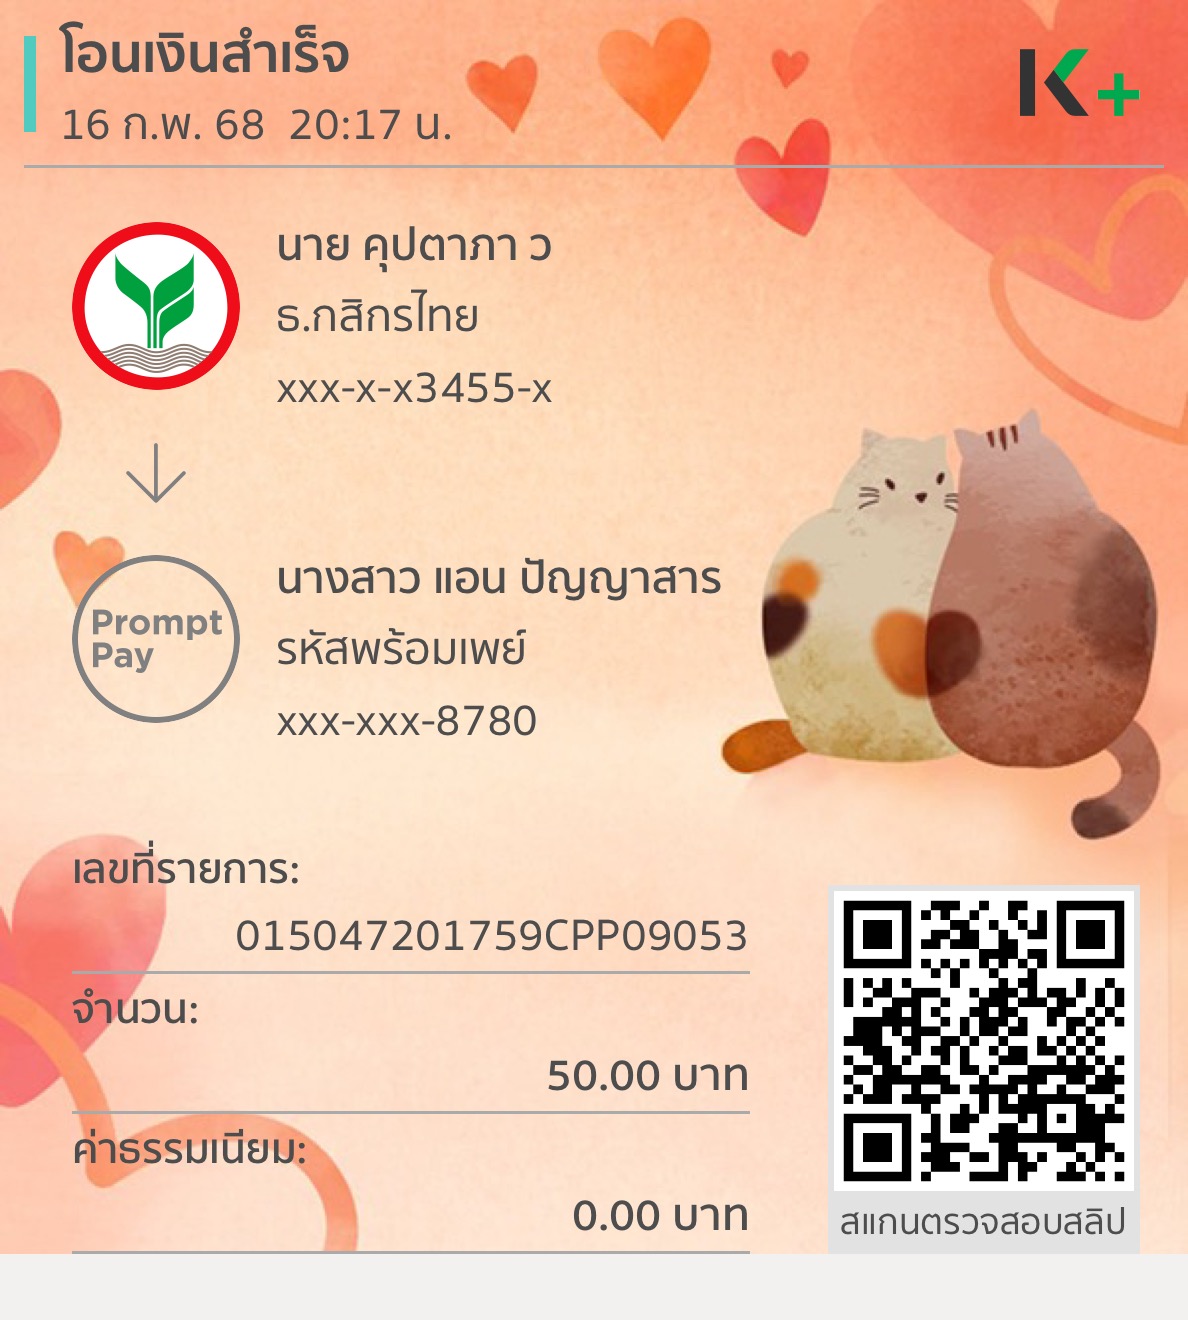 โอนเงินสำเร็จ
16 ก.พ. 68 20:17 น.
K+
นาย คุปตาภา ว
ธ.กสิกรไทย
xxx-x-x3455-x
Prompt
Pay
นางสาว แอน ปัญญาสาร
รหัสพร้อมเพย์
xxx-xxx-8780
เลขที่รายการ:
015047201759CPP09053
จำนวน:
50.00 บาท
ค่าธรรมเนียม:
0.00 บาท
สแกนตรวจสอบสลิป